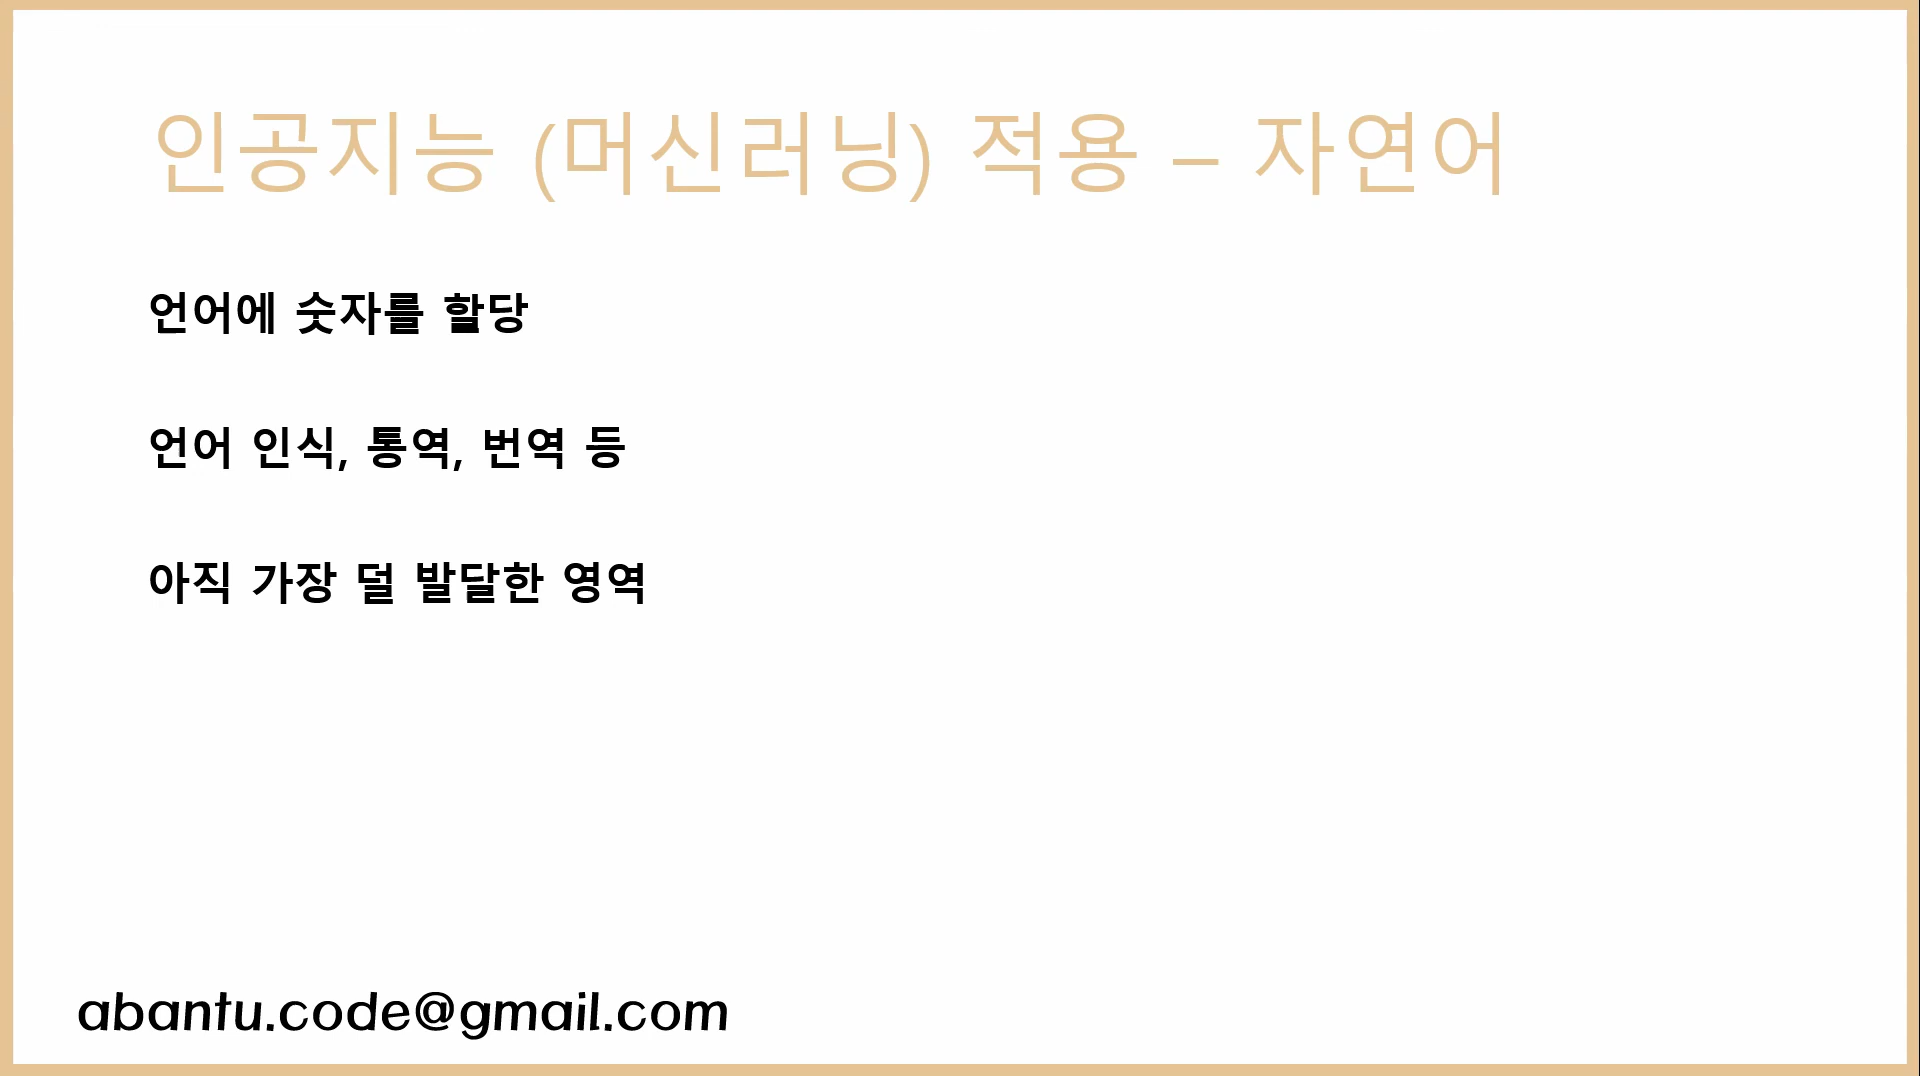 인공지능 (머신러닝) 적용 – 자연어
언어에 숫자를 할당
언어 인식, 통역, 번역 등
아직 가장 덜 발달한 영역
abantu.code@gmail.com